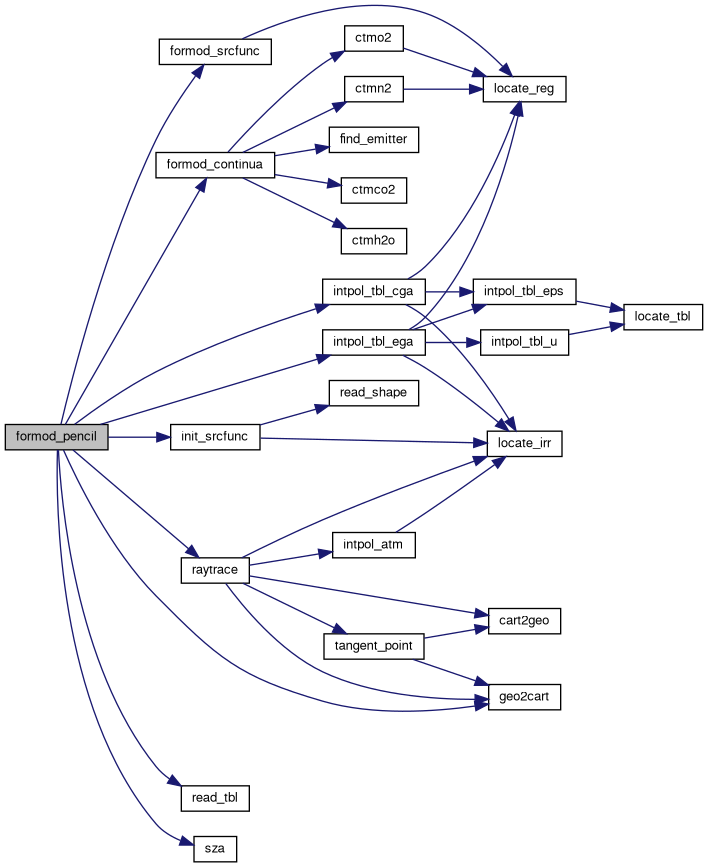 ctmo2
formod_srcfunc
locate_reg
ctmn2
find_emitter
formod_continua
ctmco2
ctmh2o
intpol_tbl_cga
intpol_tbl_eps
locate_tbl
intpol_tbl_ega
intpol_tbl_u
read_shape
formod_pencil
init_srcfunc
locate_irr
intpol_atm
raytrace
cart2geo
tangent_point
geo2cart
read_tbl
sza